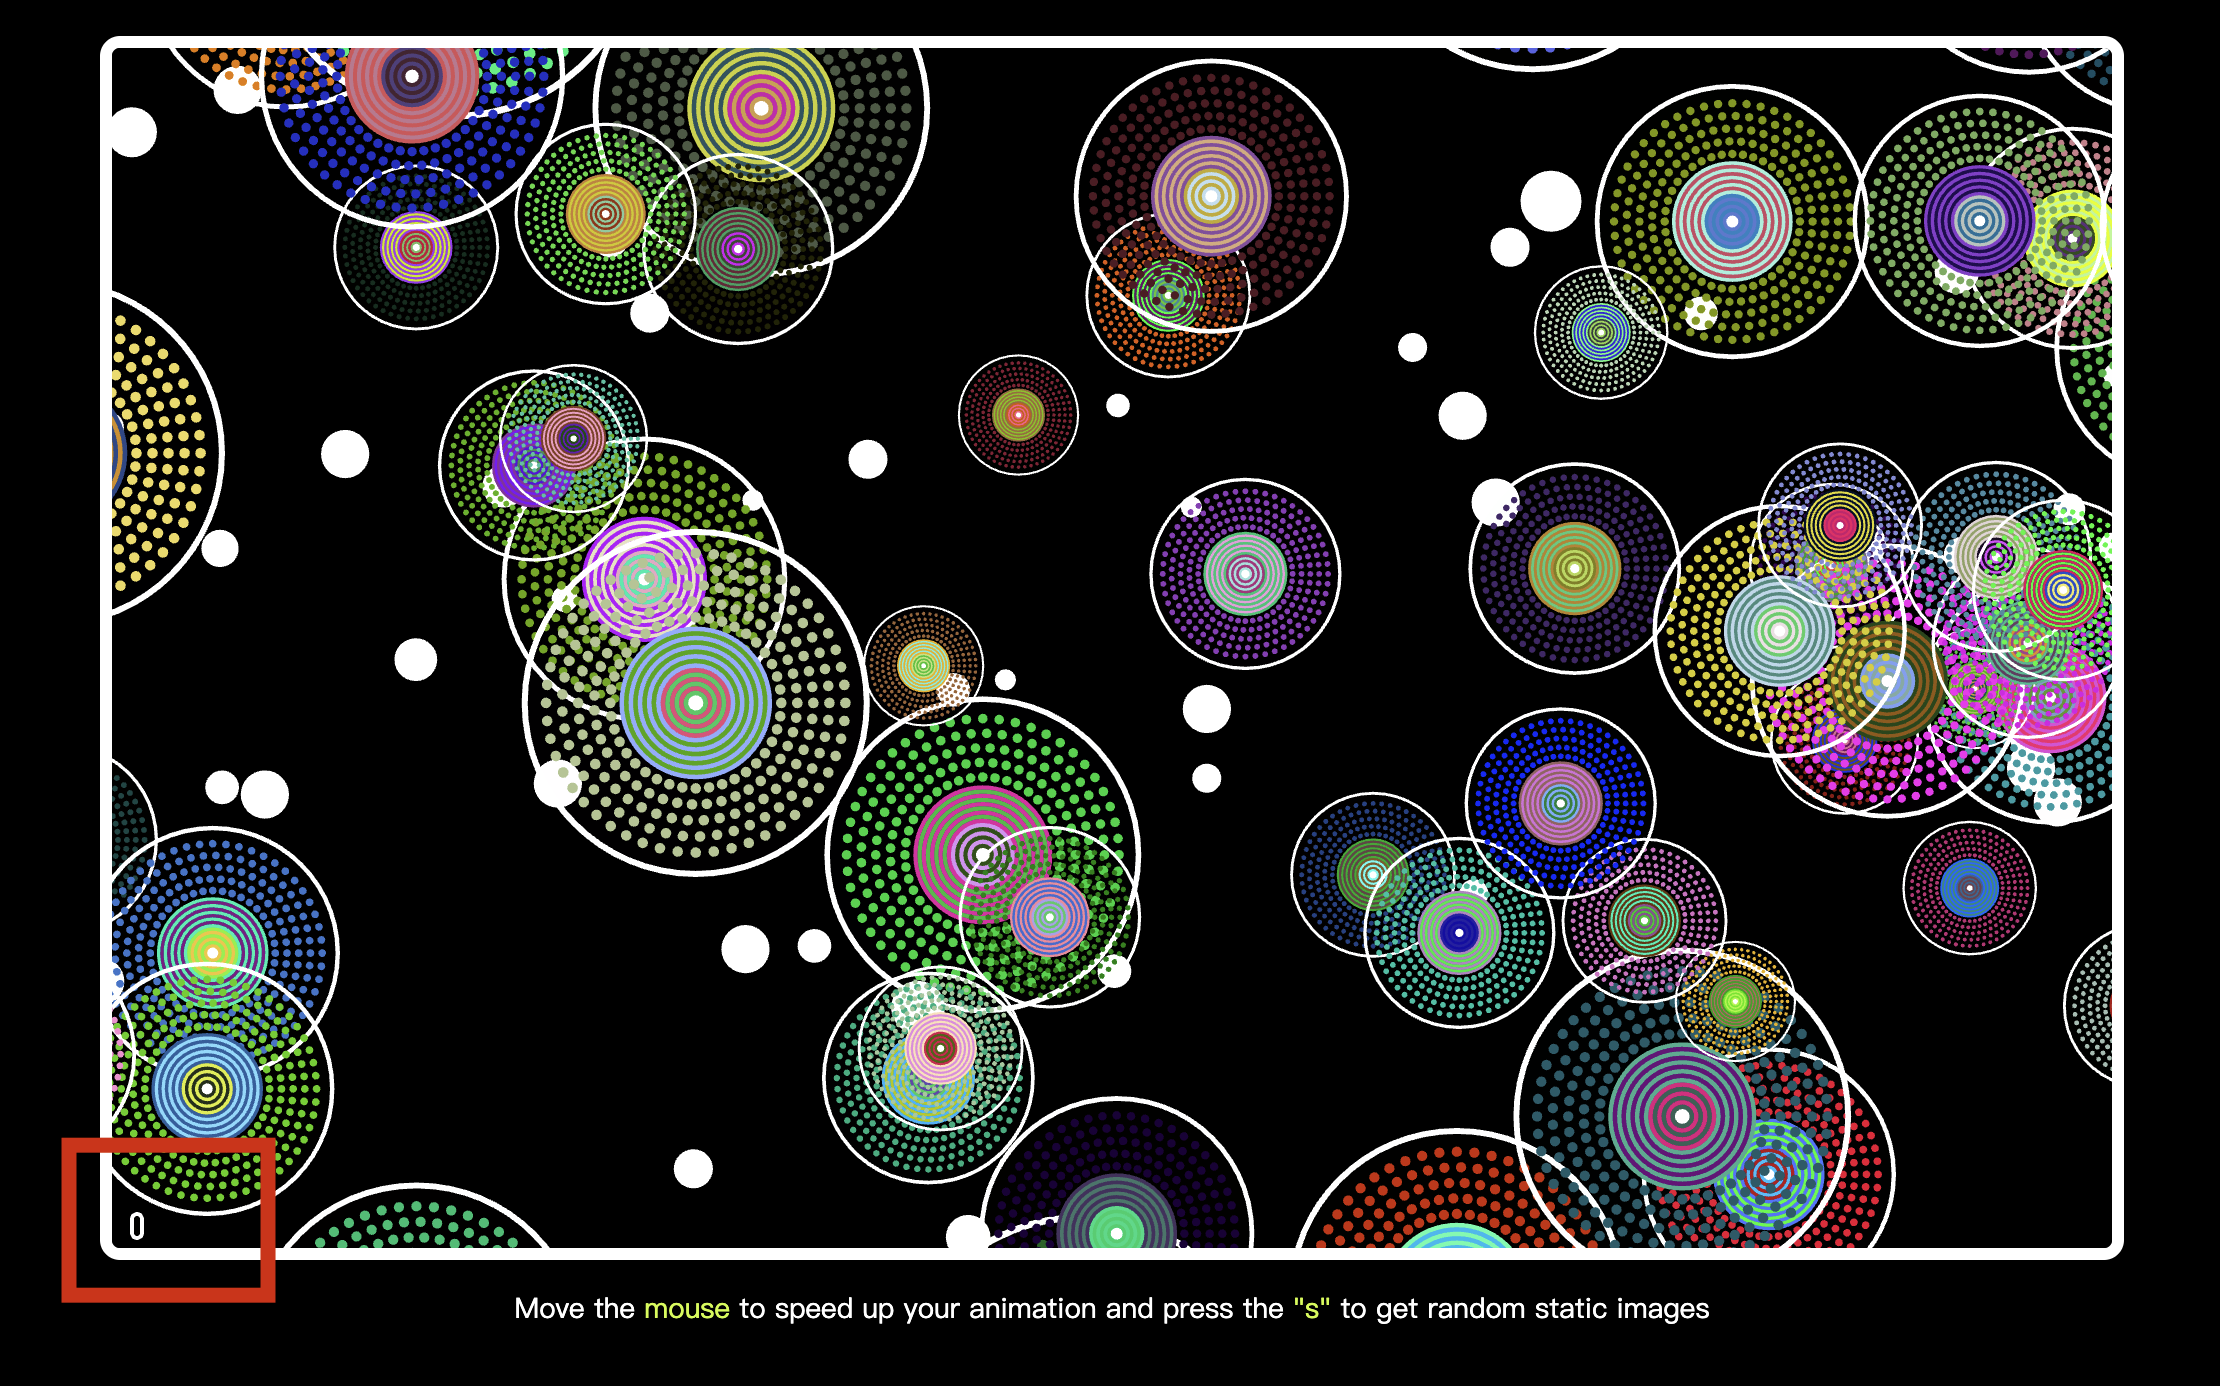 0
Move the mouse to speed up your animation and press the "s" to get random static images